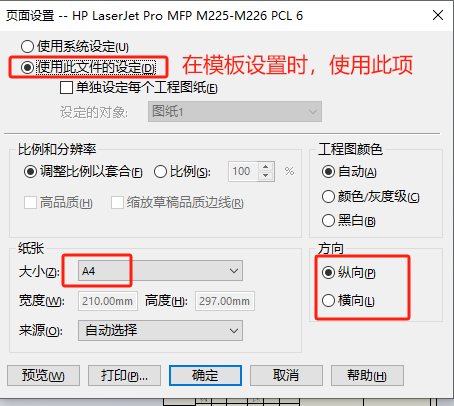 页面设置 -- HP LaserJet Pro MFP M225-M226 PCL 6
使用系统设定(U)
使用此文件的设定(D)
在模板设置时，使用此项
单独设定每个工程图纸(E)
设定的对象: 图纸1
比例和分辨率
调整比例以套合(F) 比例(S): 100 %
高品质(H) 缩放草稿品质边线(R)
工程图颜色
自动(A)
颜色/灰度级(C)
黑白(B)
纸张
大小(Z): A4
宽度(W): 210.00mm 高度(H): 297.00mm
来源(O): 自动选择
方向
纵向(P)
横向(L)
预览(W) 打印(P)... 确定 取消 帮助(H)